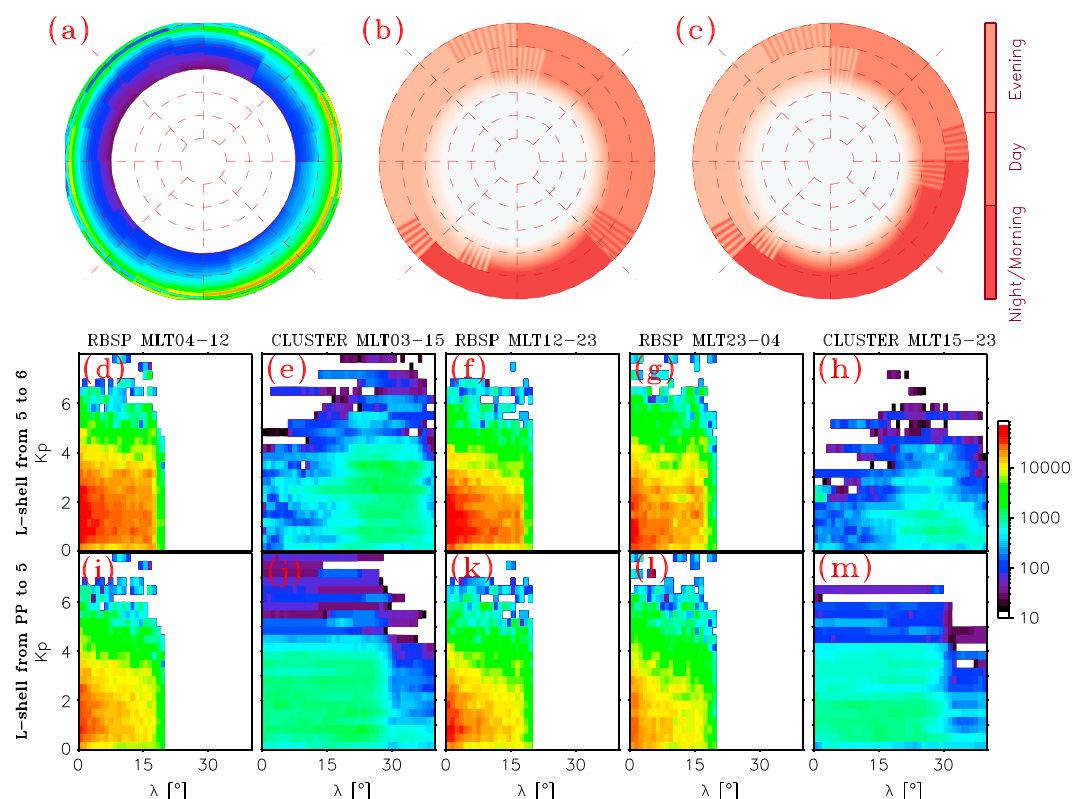 (a)
(b)
(c)
Evening
Day
Night/Morning
RBSP MLT04-12
CLUSTER MLT03-15
RBSP MLT12-23
RBSP MLT23-04
CLUSTER MLT15-23
L-shell from 5 to 6
Kp
6
4
2
0
(d)
(e)
(f)
(g)
(h)
10000
1000
100
10
L-shell from PP to 5
Kp
6
4
2
0
(i)
(j)
(k)
(l)
(m)
0 15 30
0 15 30
0 15 30
0 15 30
0 15 30
λ [°]
λ [°]
λ [°]
λ [°]
λ [°]